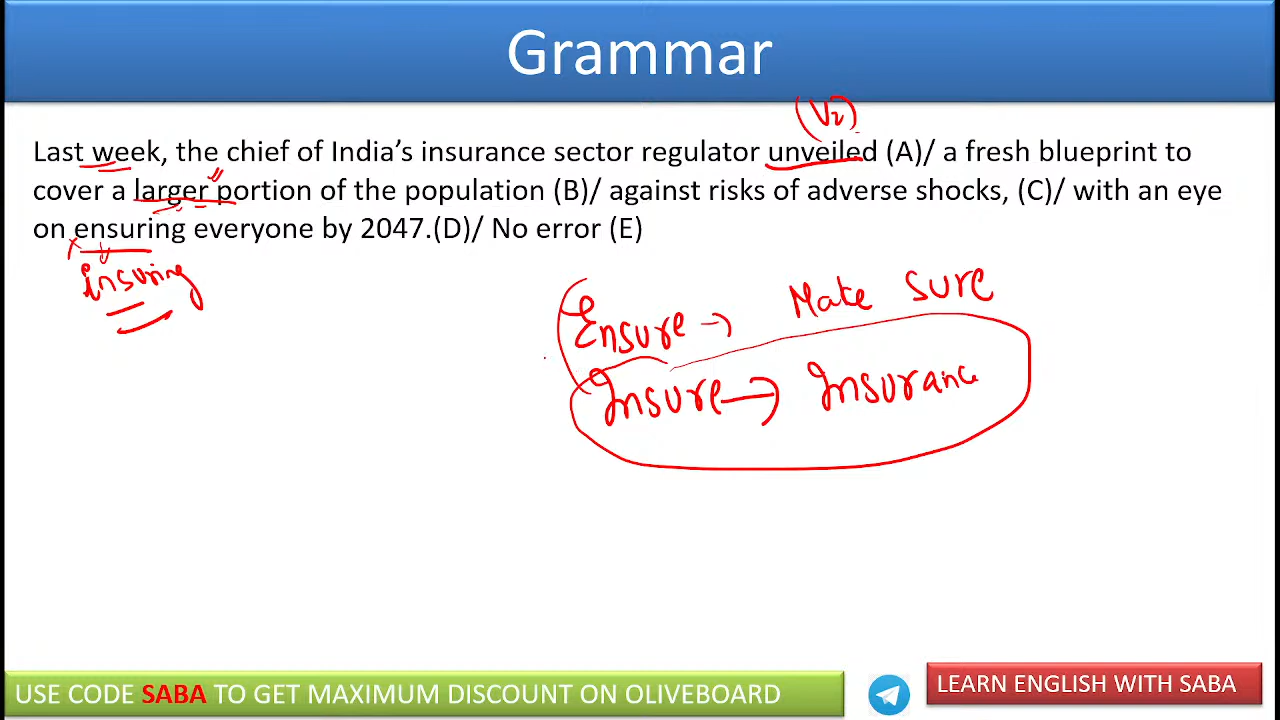 Grammar
(V2)
Last week, the chief of India’s insurance sector regulator unveiled (A)/ a fresh blueprint to
cover a larger portion of the population (B)/ against risks of adverse shocks, (C)/ with an eye
on ensuring everyone by 2047.(D)/ No error (E)
insuring
Ensure → Make sure
Insure → Insuranc
USE CODE SABA TO GET MAXIMUM DISCOUNT ON OLIVEBOARD
LEARN ENGLISH WITH SABA